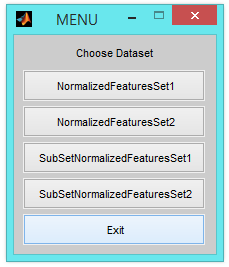 MENU
Choose Dataset
NormalizedFeaturesSet1
NormalizedFeaturesSet2
SubSetNormalizedFeaturesSet1
SubSetNormalizedFeaturesSet2
Exit